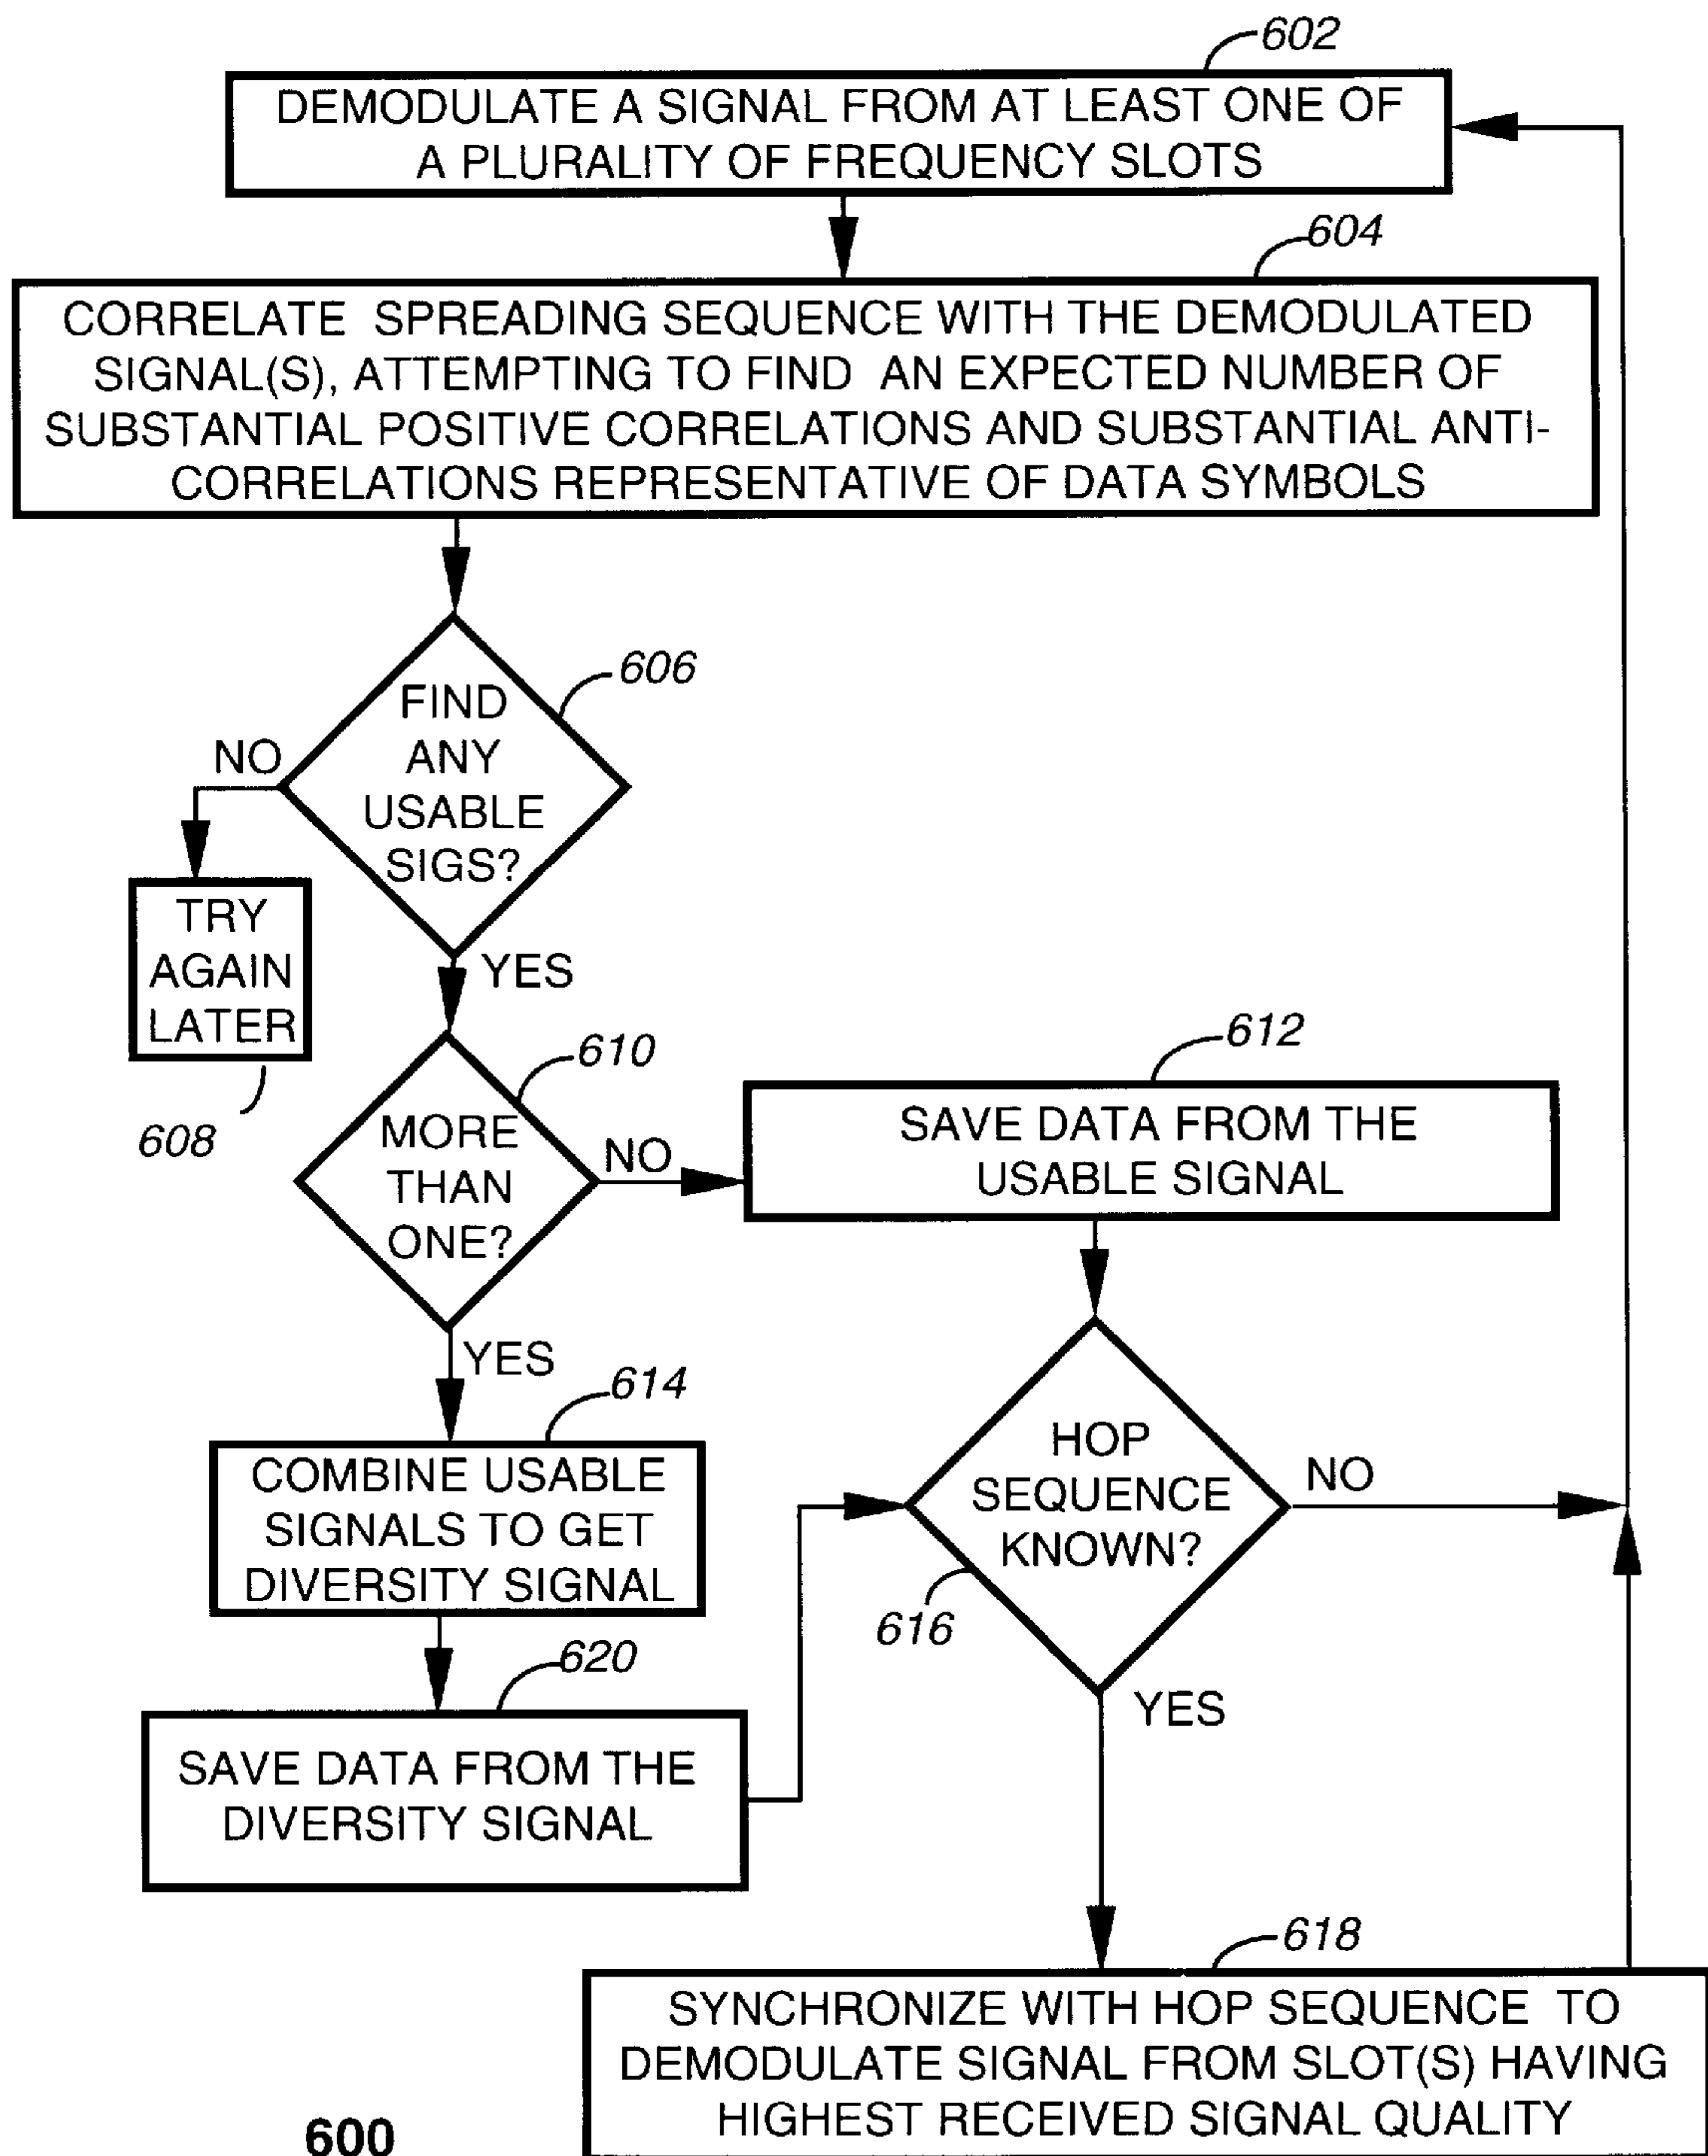 602
DEMODULATE A SIGNAL FROM AT LEAST ONE OF
A PLURALITY OF FREQUENCY SLOTS
604
CORRELATE SPREADING SEQUENCE WITH THE DEMODULATED
SIGNAL(S), ATTEMPTING TO FIND AN EXPECTED NUMBER OF
SUBSTANTIAL POSITIVE CORRELATIONS AND SUBSTANTIAL ANTI-
CORRELATIONS REPRESENTATIVE OF DATA SYMBOLS
606
FIND
ANY
USABLE
SIGS?
NO
TRY
AGAIN
LATER
608
YES
610
MORE
THAN
ONE?
NO
612
SAVE DATA FROM THE
USABLE SIGNAL
YES
614
COMBINE USABLE
SIGNALS TO GET
DIVERSITY SIGNAL
HOP
SEQUENCE
KNOWN?
NO
616
620
SAVE DATA FROM THE
DIVERSITY SIGNAL
YES
618
SYNCHRONIZE WITH HOP SEQUENCE TO
DEMODULATE SIGNAL FROM SLOT(S) HAVING
HIGHEST RECEIVED SIGNAL QUALITY
600